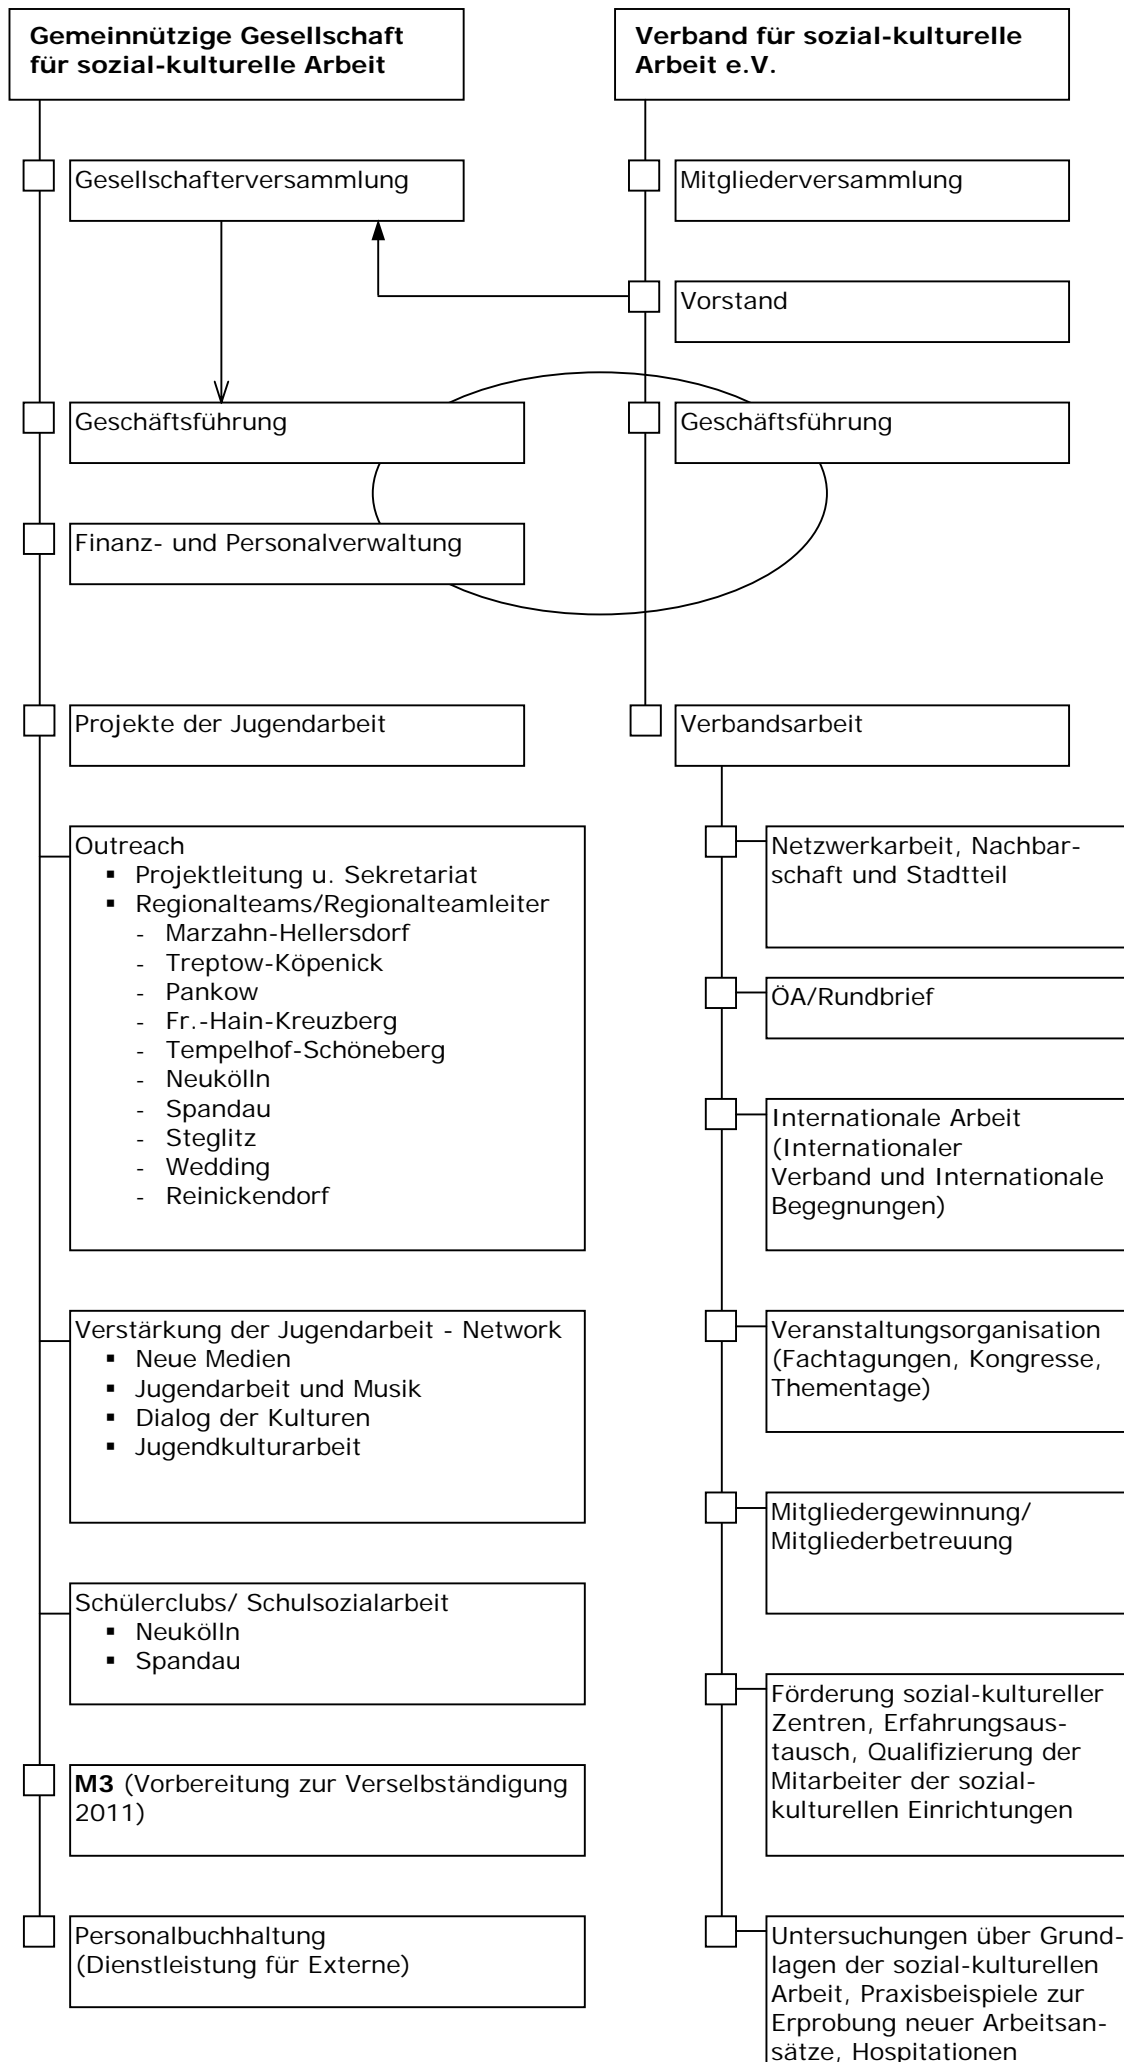 Gemeinnützige Gesellschaft
für sozial-kulturelle Arbeit
Gesellschafterversammlung
Geschäftsführung
Finanz- und Personalverwaltung
Projekte der Jugendarbeit
Outreach
▪ Projektleitung u. Sekretariat
▪ Regionalteams/Regionalteamleiter
- Marzahn-Hellersdorf
- Treptow-Köpenick
- Pankow
- Fr.-Hain-Kreuzberg
- Tempelhof-Schöneberg
- Neukölln
- Spandau
- Steglitz
- Wedding
- Reinickendorf
Verstärkung der Jugendarbeit - Network
▪ Neue Medien
▪ Jugendarbeit und Musik
▪ Dialog der Kulturen
▪ Jugendkulturarbeit
Schülerclubs/ Schulsozialarbeit
▪ Neukölln
▪ Spandau
M3 (Vorbereitung zur Verselbständigung
2011)
Personalbuchhaltung
(Dienstleistung für Externe)
Verband für sozial-kulturelle
Arbeit e.V.
Mitgliederversammlung
Vorstand
Geschäftsführung
Verbandsarbeit
Netzwerkarbeit, Nachbar-
schaft und Stadtteil
ÖA/Rundbrief
Internationale Arbeit
(Internationaler
Verband und Internationale
Begegnungen)
Veranstaltungsorganisation
(Fachtagungen, Kongresse,
Thementage)
Mitgliedergewinnung/
Mitgliederbetreuung
Förderung sozial-kultureller
Zentren, Erfahrungsaus-
tausch, Qualifizierung der
Mitarbeiter der sozial-
kulturellen Einrichtungen
Untersuchungen über Grund-
lagen der sozial-kulturellen
Arbeit, Praxisbeispiele zur
Erprobung neuer Arbeitsan-
sätze, Hospitationen